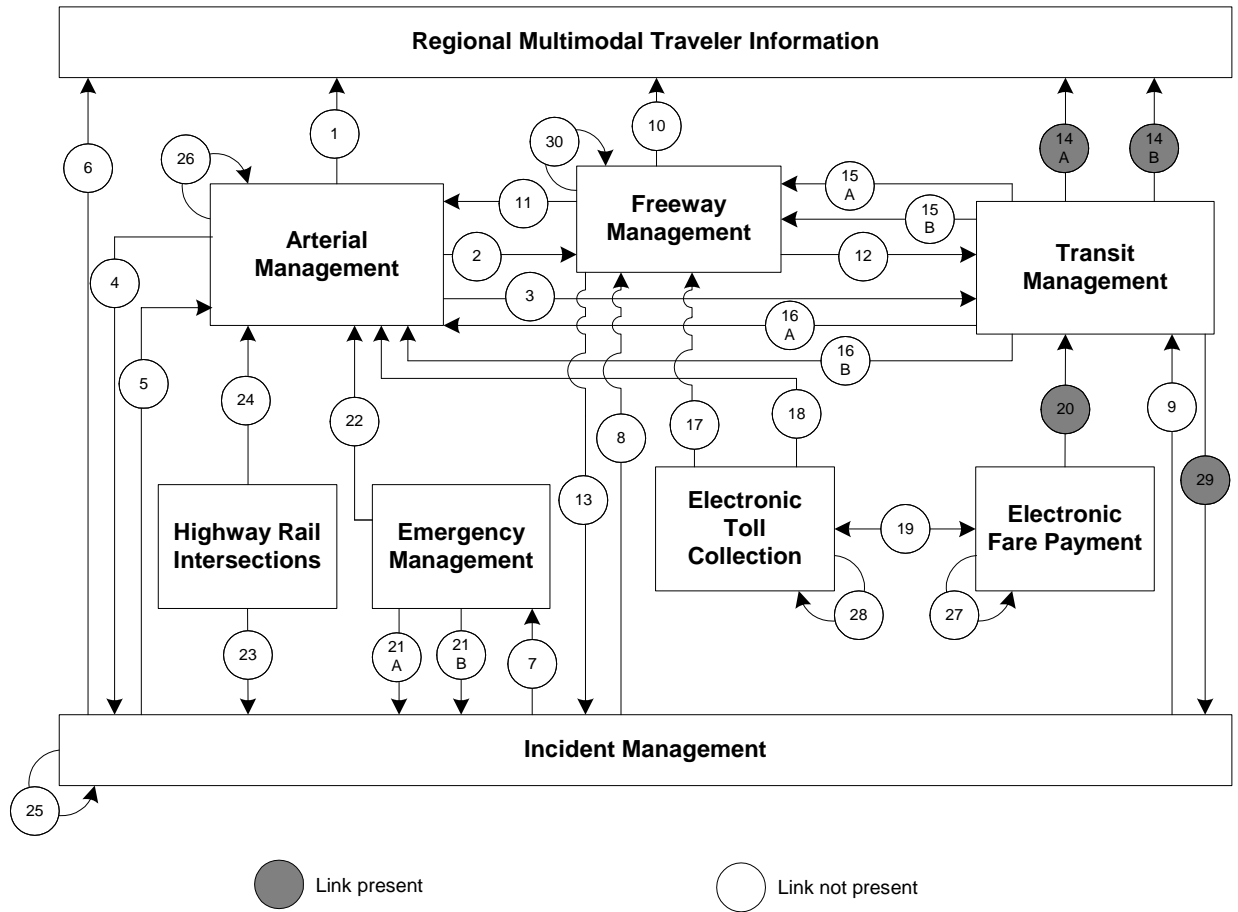 Regional Multimodal Traveler Information
6
26
1
30
10
14
A
14
B
15
A
15
B
11
2
12
3
16
A
16
B
4
5
24
22
Arterial
Management
Freeway
Management
Transit
Management
8
17
18
20
9
29
13
19
Highway Rail
Intersections
Emergency
Management
Electronic
Toll
Collection
Electronic
Fare Payment
23
21
A
21
B
7
28
27
Incident Management
25
Link present
Link not present